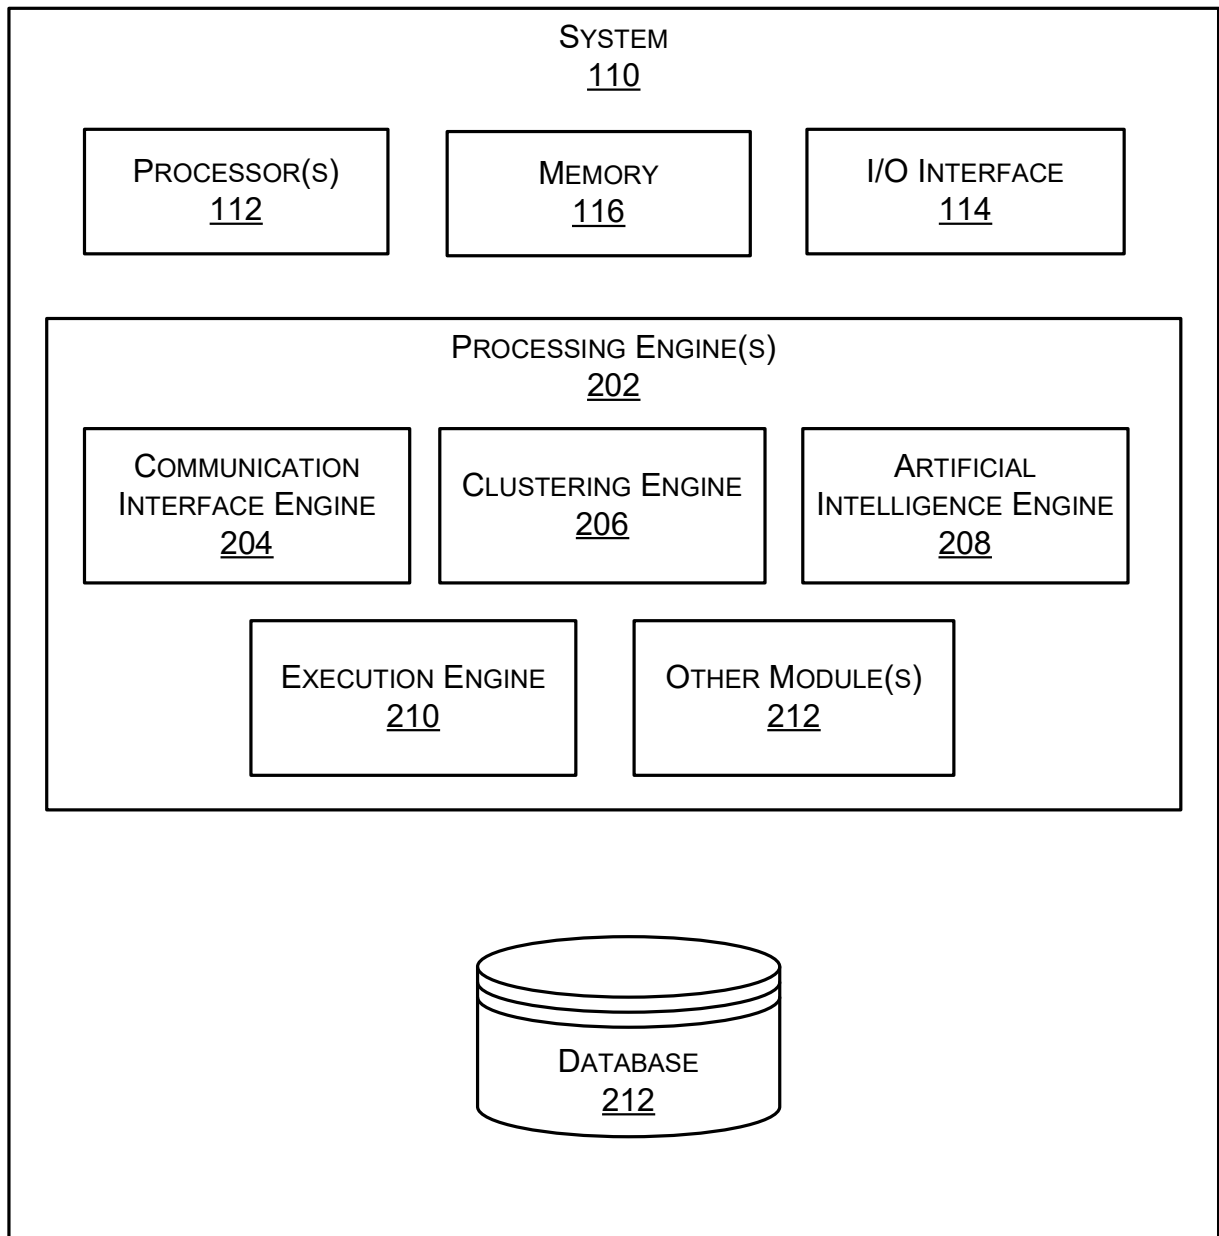 SYSTEM
110
PROCESSOR(S)
112
MEMORY
116
I/O INTERFACE
114
PROCESSING ENGINE(S)
202
COMMUNICATION
INTERFACE ENGINE
204
CLUSTERING ENGINE
206
ARTIFICIAL
INTELLIGENCE ENGINE
208
EXECUTION ENGINE
210
OTHER MODULE(S)
212
DATABASE
212